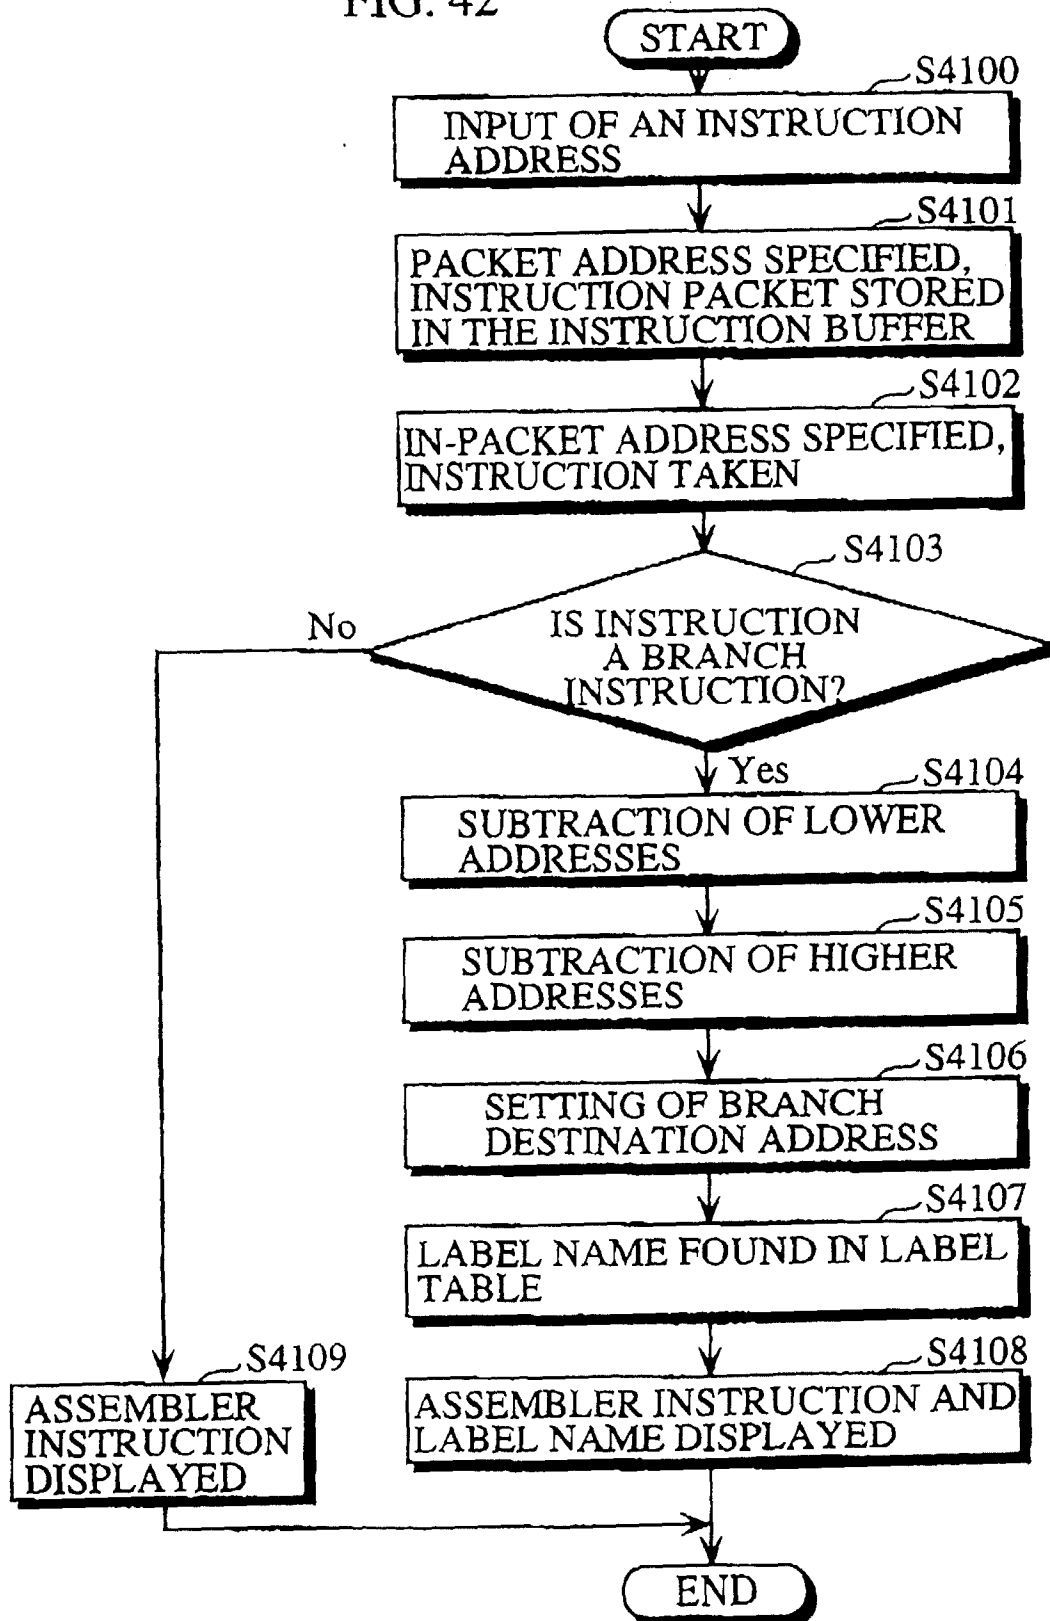 FIG. 42
START
S4100
INPUT OF AN INSTRUCTION
ADDRESS
S4101
PACKET ADDRESS SPECIFIED,
INSTRUCTION PACKET STORED
IN THE INSTRUCTION BUFFER
S4102
IN-PACKET ADDRESS SPECIFIED,
INSTRUCTION TAKEN
S4103
No
IS INSTRUCTION
A BRANCH
INSTRUCTION?
Yes
S4104
SUBTRACTION OF LOWER
ADDRESSES
S4105
SUBTRACTION OF HIGHER
ADDRESSES
S4106
SETTING OF BRANCH
DESTINATION ADDRESS
S4107
LABEL NAME FOUND IN LABEL
TABLE
S4108
ASSEMBLER INSTRUCTION AND
LABEL NAME DISPLAYED
S4109
ASSEMBLER
INSTRUCTION
DISPLAYED
END